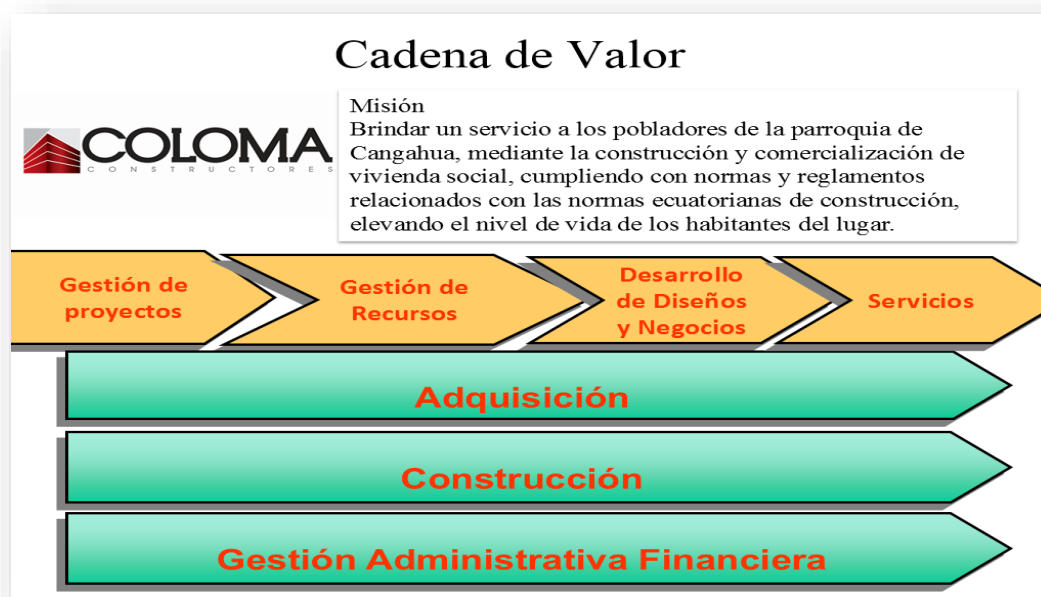 Cadena de Valor
COLOMA
CONSTRUCTORES
Misión
Brindar un servicio a los pobladores de la parroquia de
Cangahua, mediante la construcción y comercialización de
vivienda social, cumpliendo con normas y reglamentos
relacionados con las normas ecuatorianas de construcción,
elevando el nivel de vida de los habitantes del lugar.
Gestión de
proyectos
Gestión de
Recursos
Desarrollo
de Diseños
y Negocios
Servicios
Adquisición
Construcción
Gestión Administrativa Financiera